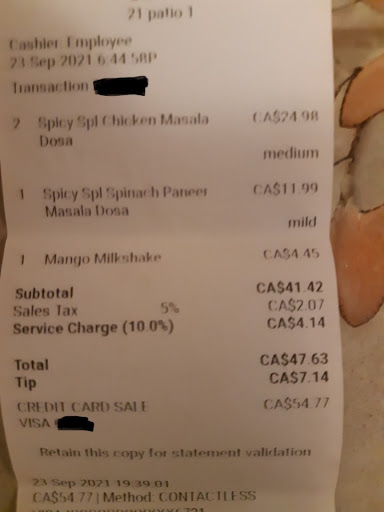 21 patio 1
Cashier: Employee
23 Sep 2021 6:44:58P
Transaction
2 Spicy Spl Chicken Masala Dosa CA$24.98
medium
1 Spicy Spl Spinach Paneer Masala Dosa CA$11.99
mild
1 Mango Milkshake CA$4.45
Subtotal CA$41.42
Sales Tax 5% CA$2.07
Service Charge (10.0%) CA$4.14
Total CA$47.63
Tip CA$7.14
CREDIT CARD SALE CA$54.77
VISA
Retain this copy for statement validation
23 Sep 2021 19:39:01
CA$54.77 | Method: CONTACTLESS